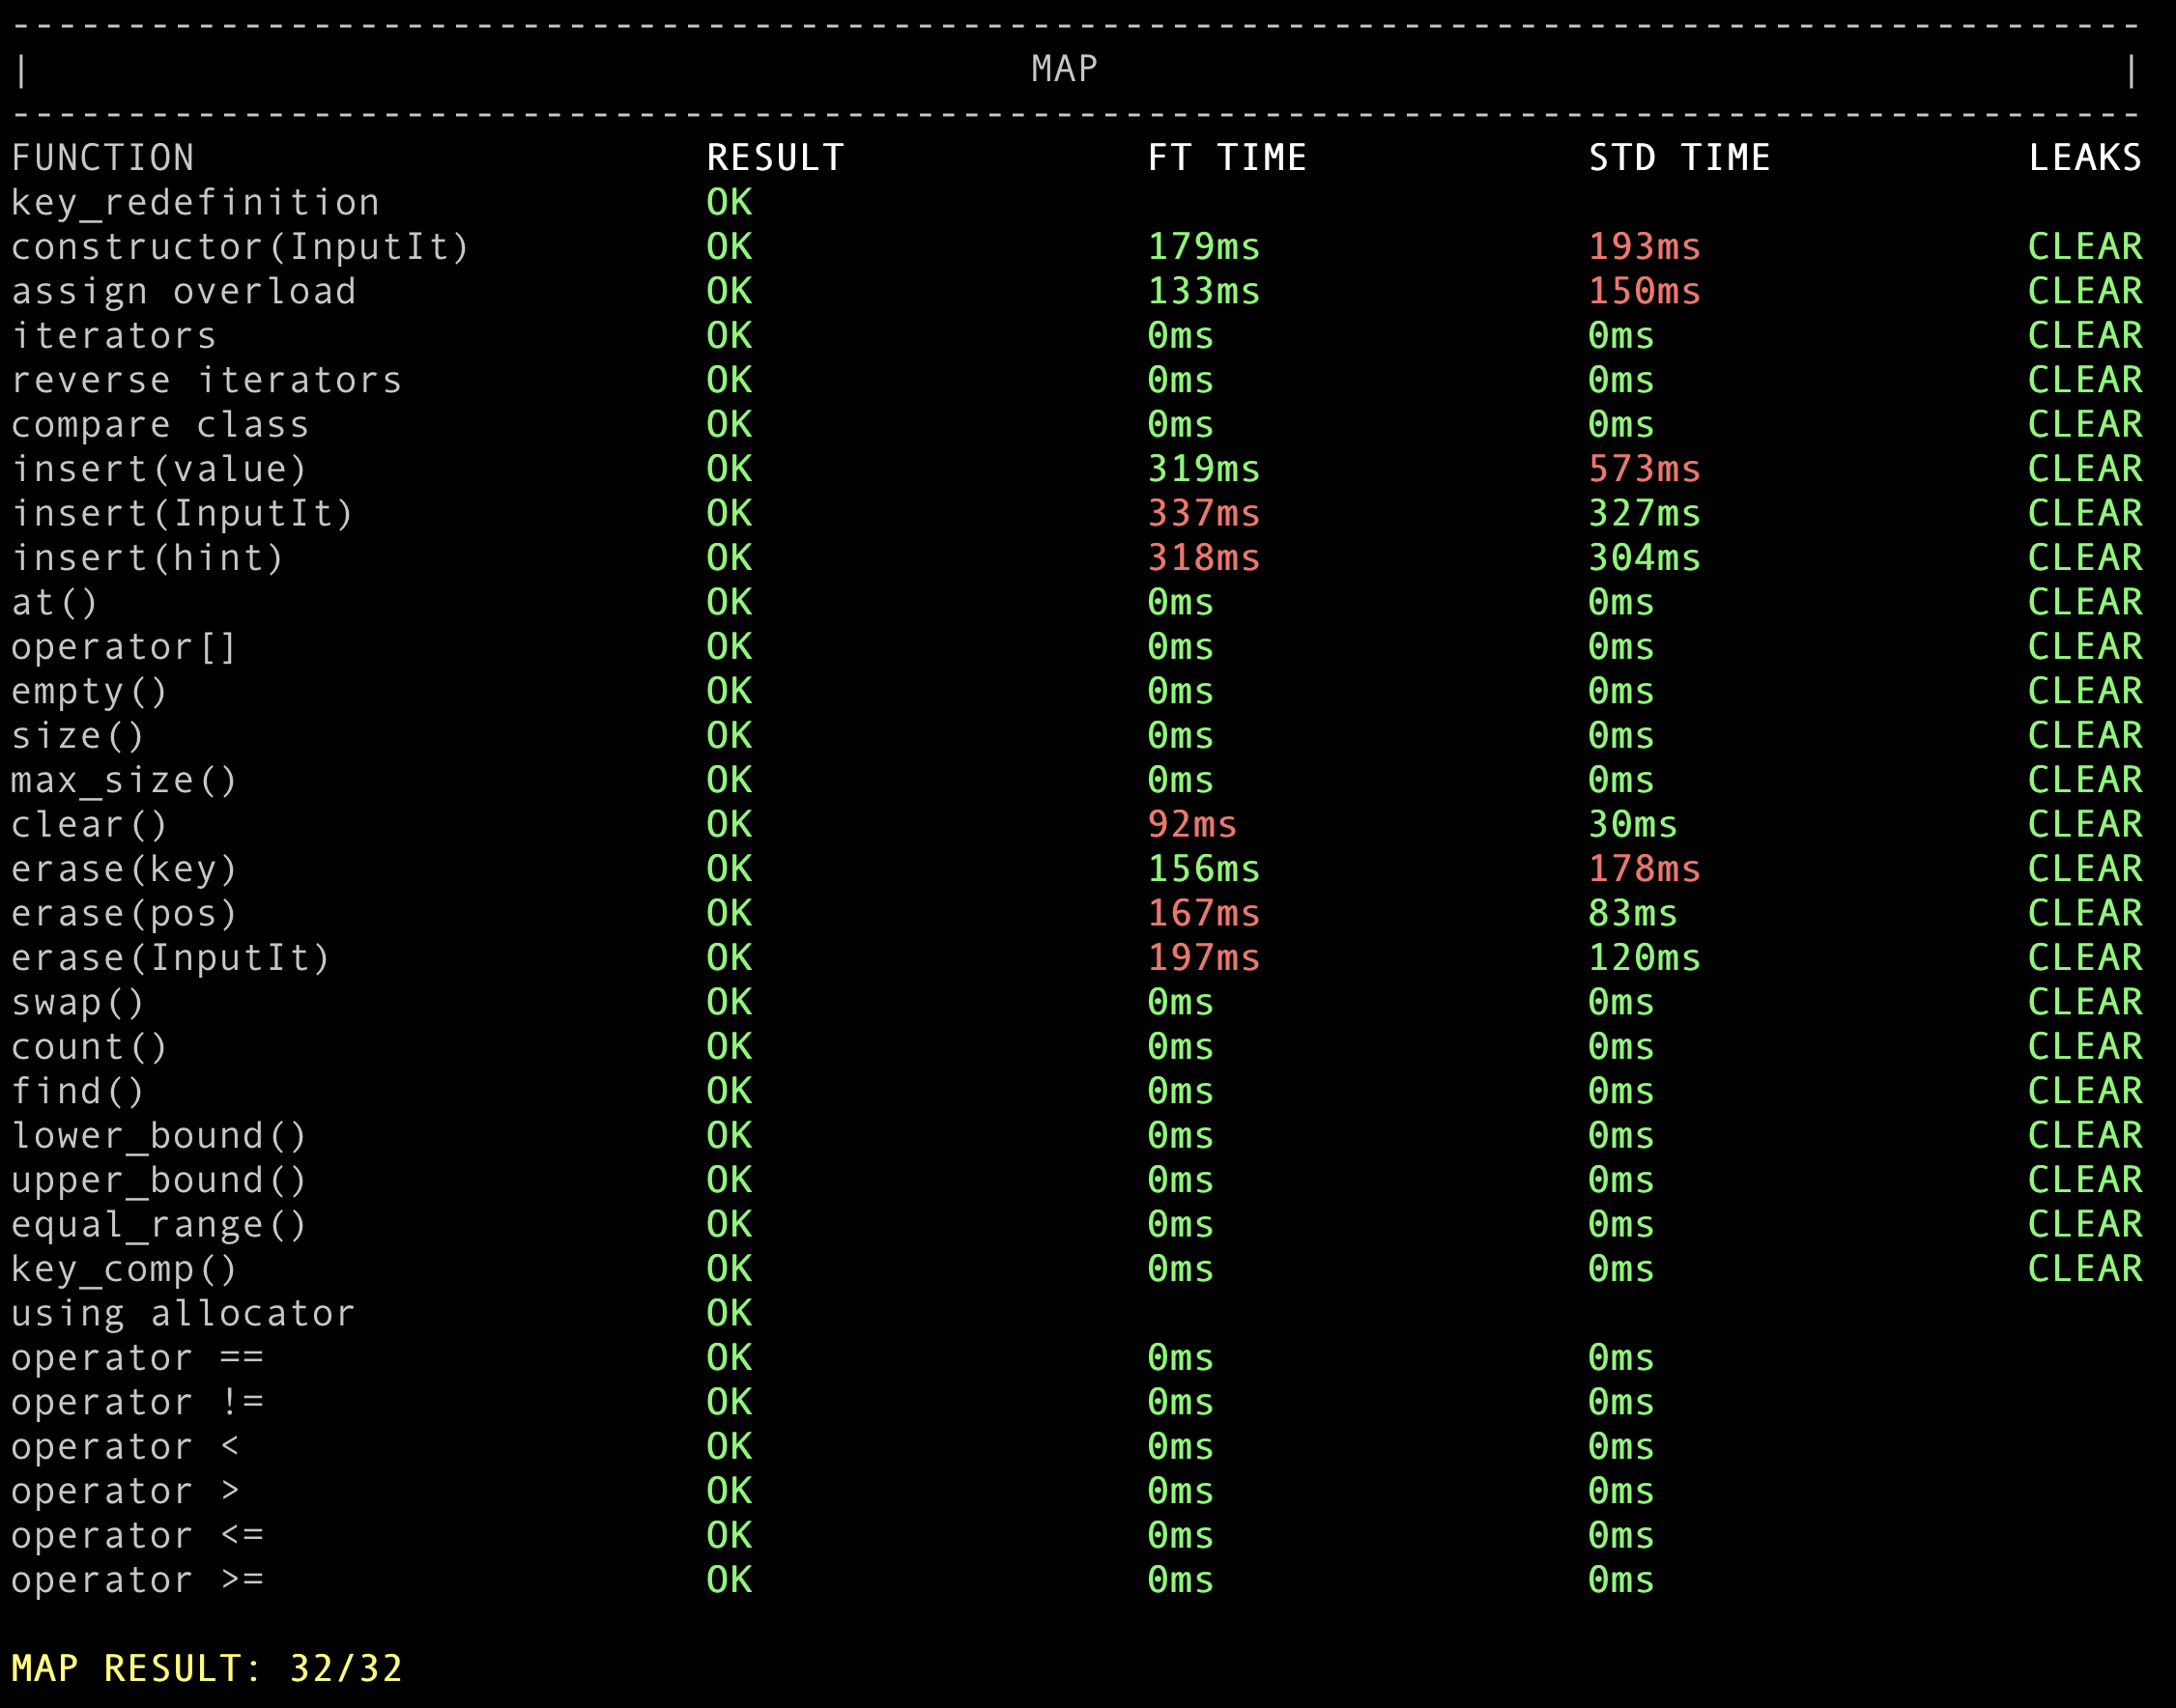 --------------------------------------------------------------------------------------------
| MAP |
--------------------------------------------------------------------------------------------
FUNCTION RESULT FT TIME STD TIME LEAKS
key_redefinition OK
constructor(InputIt) OK 179ms 193ms CLEAR
assign overload OK 133ms 150ms CLEAR
iterators OK 0ms 0ms CLEAR
reverse iterators OK 0ms 0ms CLEAR
compare class OK 0ms 0ms CLEAR
insert(value) OK 319ms 573ms CLEAR
insert(InputIt) OK 337ms 327ms CLEAR
insert(hint) OK 318ms 304ms CLEAR
at() OK 0ms 0ms CLEAR
operator[] OK 0ms 0ms CLEAR
empty() OK 0ms 0ms CLEAR
size() OK 0ms 0ms CLEAR
max_size() OK 0ms 0ms CLEAR
clear() OK 92ms 30ms CLEAR
erase(key) OK 156ms 178ms CLEAR
erase(pos) OK 167ms 83ms CLEAR
erase(InputIt) OK 197ms 120ms CLEAR
swap() OK 0ms 0ms CLEAR
count() OK 0ms 0ms CLEAR
find() OK 0ms 0ms CLEAR
lower_bound() OK 0ms 0ms CLEAR
upper_bound() OK 0ms 0ms CLEAR
equal_range() OK 0ms 0ms CLEAR
key_comp() OK 0ms 0ms CLEAR
using allocator OK
operator == OK 0ms 0ms
operator != OK 0ms 0ms
operator < OK 0ms 0ms
operator > OK 0ms 0ms
operator <= OK 0ms 0ms
operator >= OK 0ms 0ms
MAP RESULT: 32/32